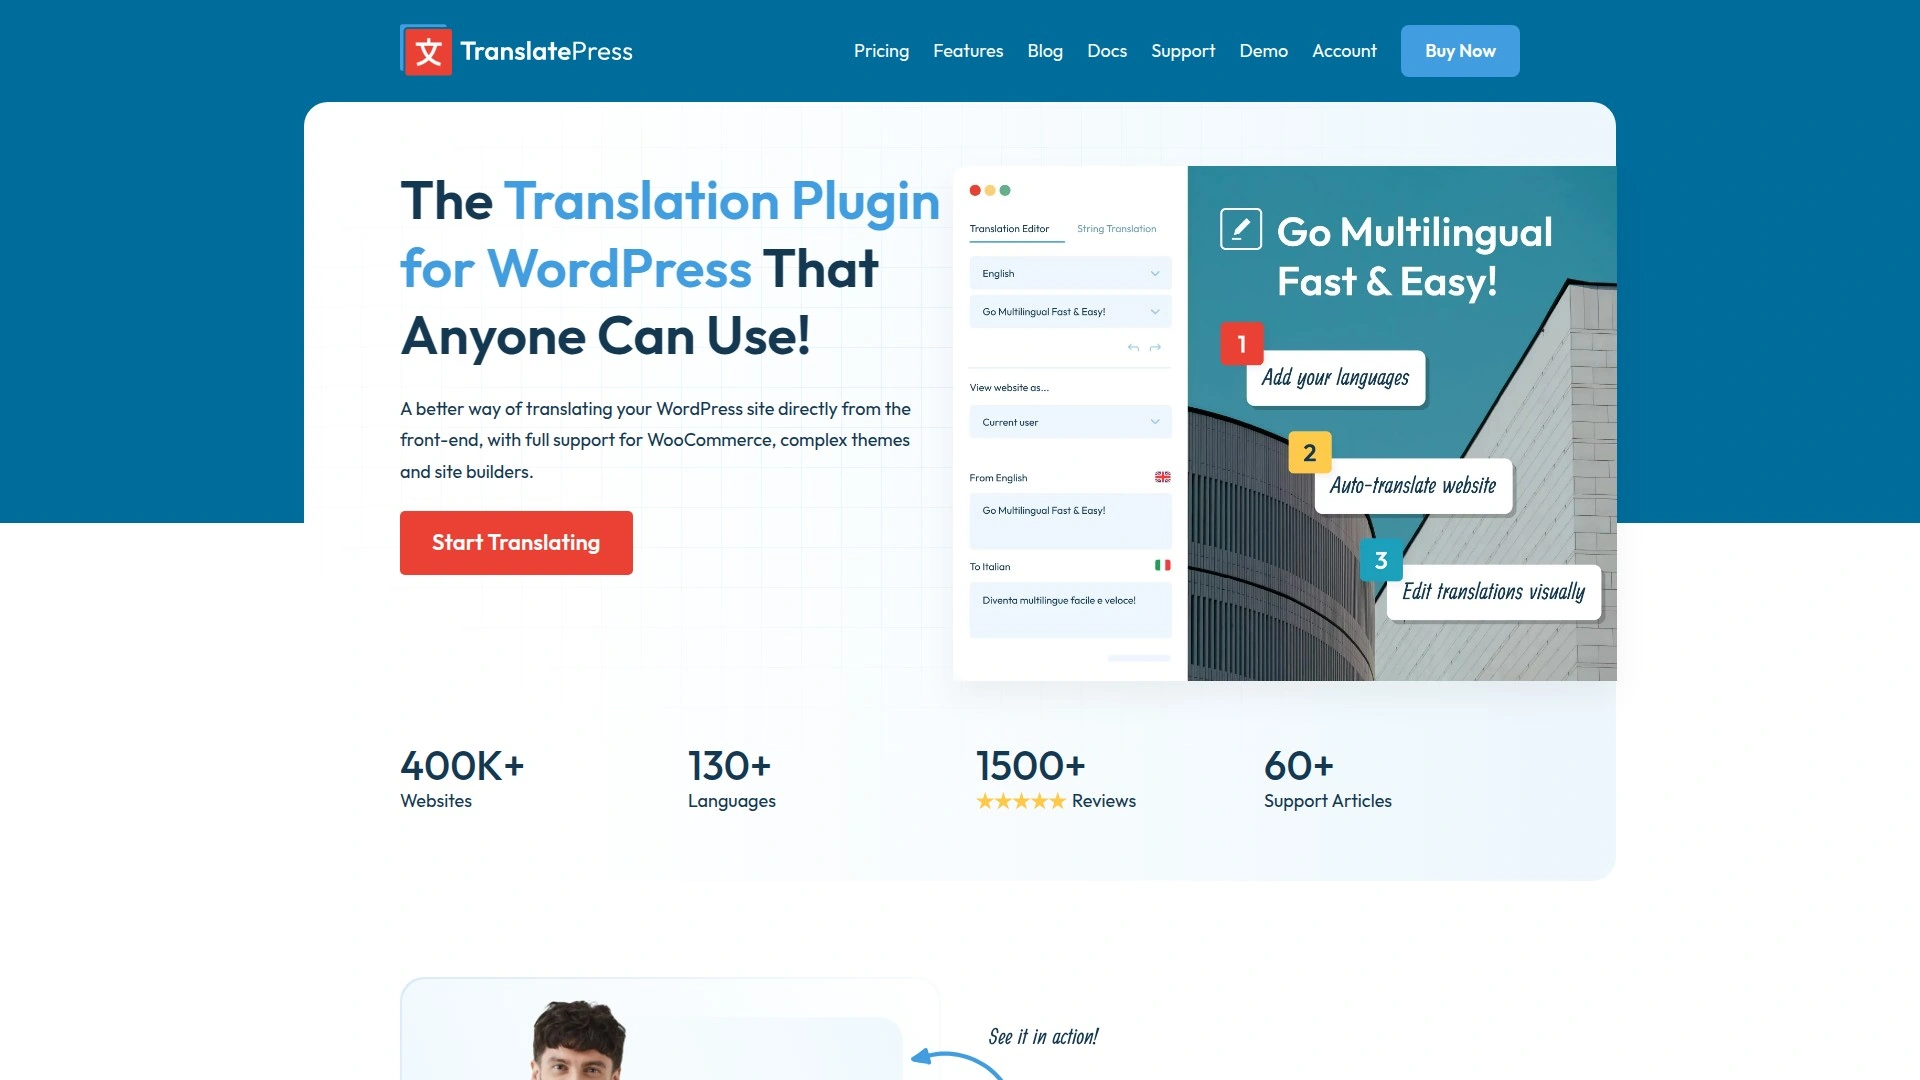 文 TranslatePress
Pricing Features Blog Docs Support Demo Account Buy Now
The Translation Plugin
for WordPress That
Anyone Can Use!
A better way of translating your WordPress site directly from the
front-end, with full support for WooCommerce, complex themes
and site builders.
Start Translating
Translation Editor String Translation
English
Go Multilingual Fast & Easy!
View website as...
Current user
From English
Go Multilingual Fast & Easy!
To Italian
Diventa multilingue facile e veloce!
Go Multilingual
Fast & Easy!
1
Add your languages
2
Auto-translate website
3
Edit translations visually
400K+
Websites
130+
Languages
1500+
★★★★★ Reviews
60+
Support Articles
See it in action!